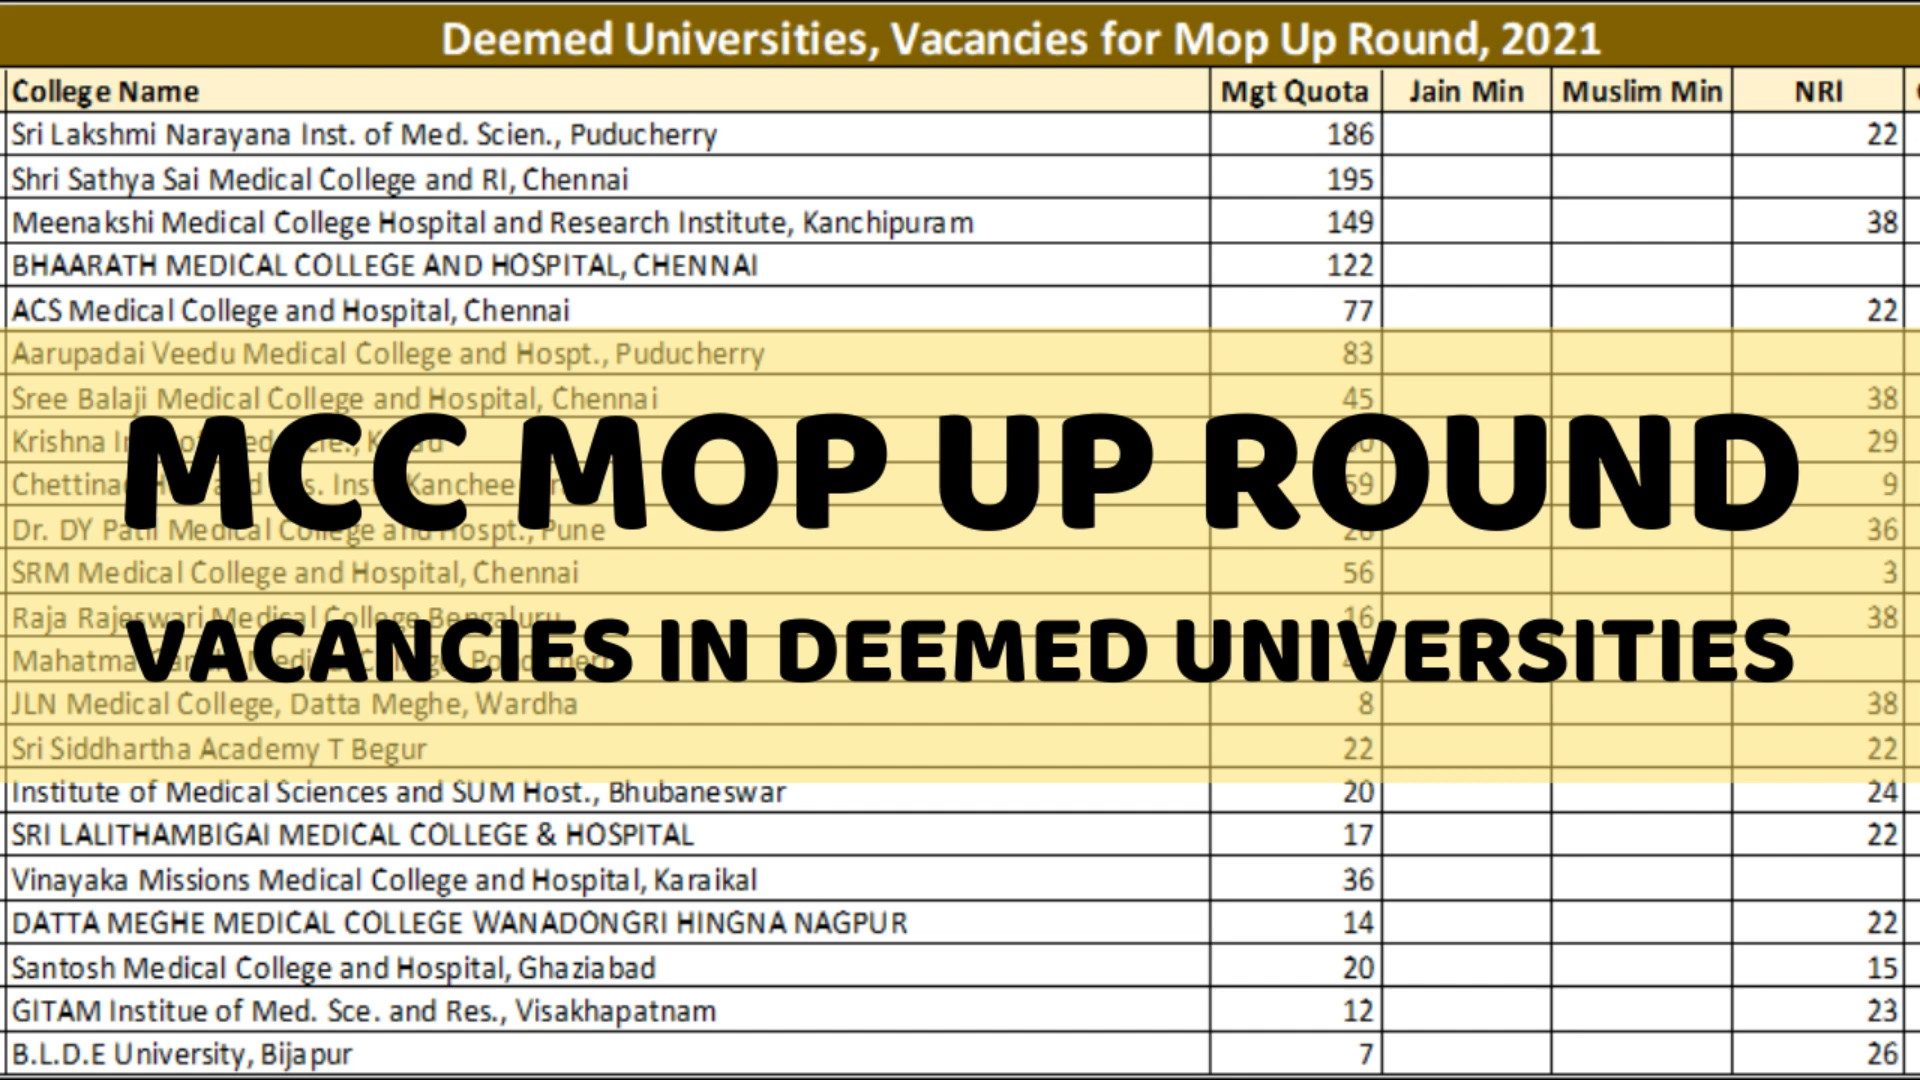 Deemed Universities, Vacancies for Mop Up Round, 2021
College Name Mgt Quota Jain Min Muslim Min NRI
Sri Lakshmi Narayana Inst. of Med. Scien., Puducherry 186 22
Shri Sathya Sai Medical College and RI, Chennai 195
Meenakshi Medical College Hospital and Research Institute, Kanchipuram 149 38
BHAARATH MEDICAL COLLEGE AND HOSPITAL, CHENNAI 122
ACS Medical College and Hospital, Chennai 77 22
Aarupadai Veedu Medical College and Hospt., Puducherry 83
Sree Balaji Medical College and Hospital, Chennai 45 38
Krishna 29
MCC MOP UP ROUND
59 9
Dr. DY Patil Medical College and Hospt., Pune 36
SRM Medical College and Hospital, Chennai 56 3
Raja Rajeswari Medical College Bengaluru 16 38
VACANCIES IN DEEMED UNIVERSITIES
Mahatma
JLN Medical College, Datta Meghe, Wardha 8 38
Sri Siddhartha Academy T Begur 22 22
Institute of Medical Sciences and SUM Host., Bhubaneswar 20 24
SRI LALITHAMBIGAI MEDICAL COLLEGE & HOSPITAL 17 22
Vinayaka Missions Medical College and Hospital, Karaikal 36
DATTA MEGHE MEDICAL COLLEGE WANADONGRI HINGNA NAGPUR 14 22
Santosh Medical College and Hospital, Ghaziabad 20 15
GITAM Institue of Med. Sce. and Res., Visakhapatnam 12 23
B.L.D.E University, Bijapur 7 26